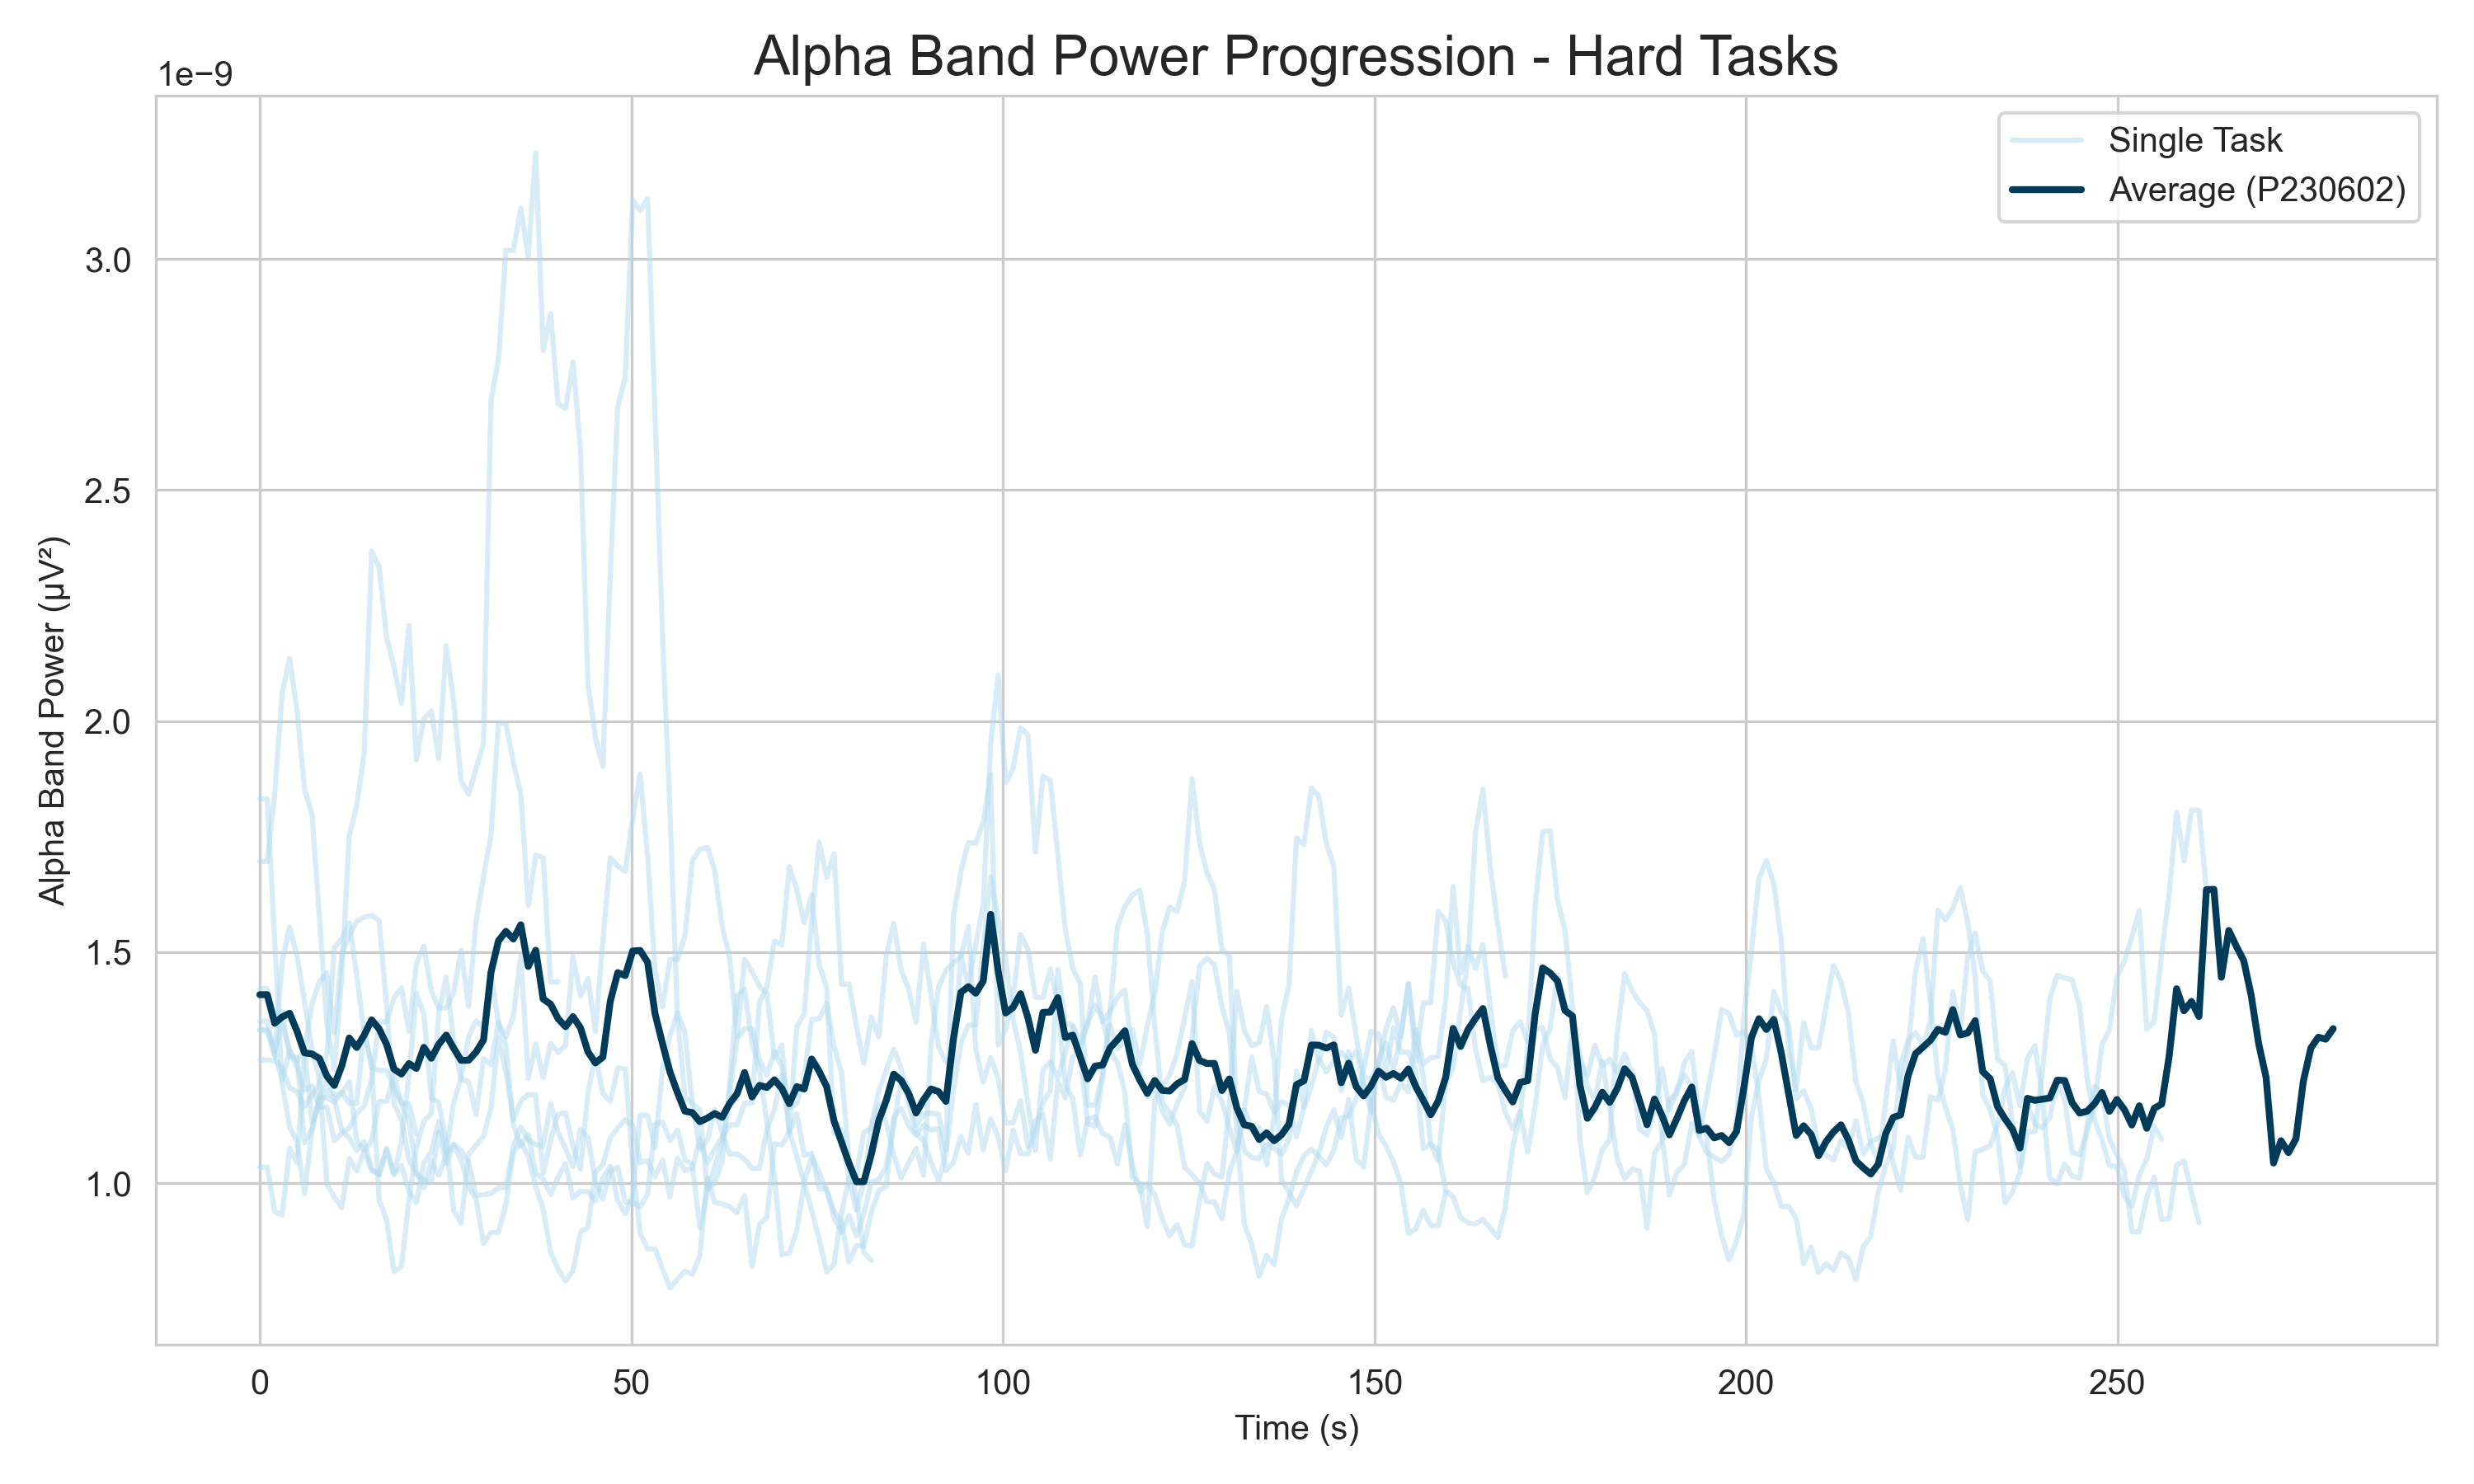 Alpha Band Power Progression - Hard Tasks
1e−9
Single Task
Average (P230602)
3.0
2.5
2.0
1.5
1.0
Alpha Band Power (µV²)
0
50
100
150
200
250
Time (s)